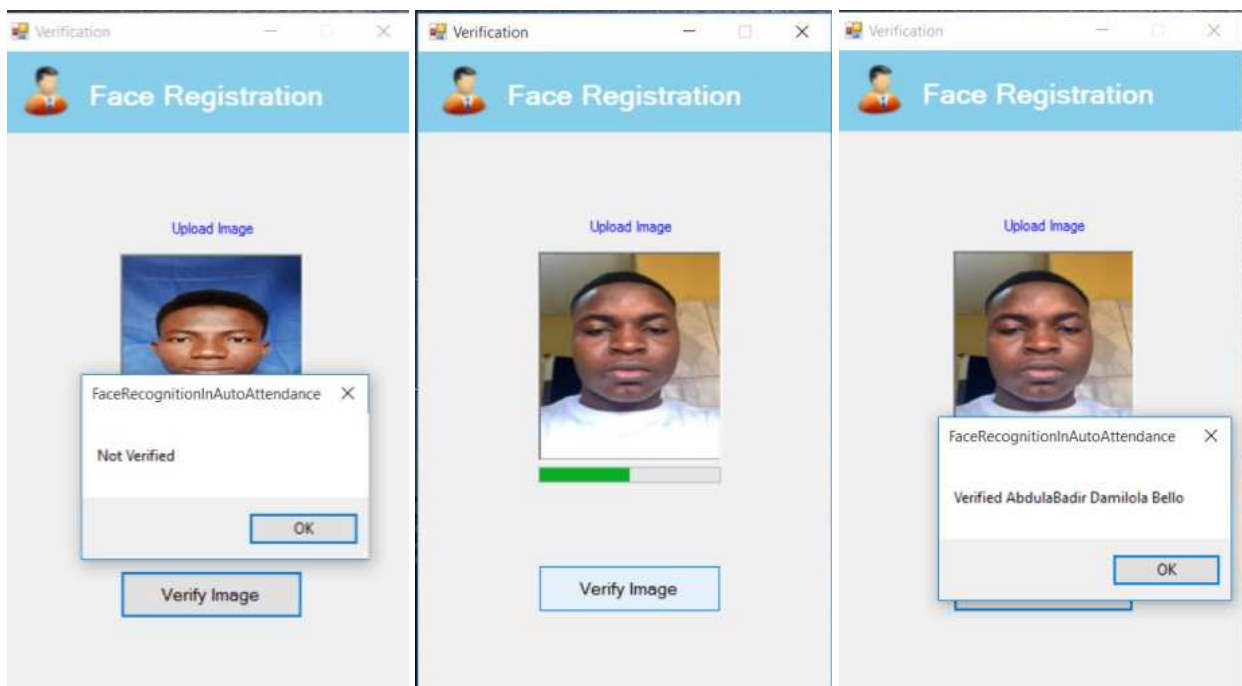 Verification
Face Registration
Upload Image
FaceRecognitionInAutoAttendance
Not Verified
OK
Verify Image
Verification
Face Registration
Upload Image
Verify Image
Verification
Face Registration
Upload Image
FaceRecognitionInAutoAttendance
Verified AbdulaBadir Damilola Bello
OK